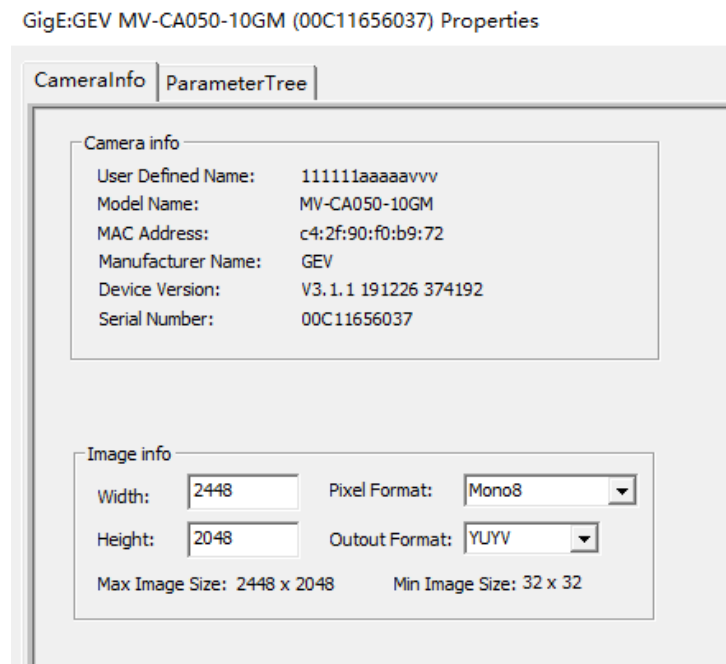 GigE:GEV MV-CA050-10GM (00C11656037) Properties
CameraInfo ParameterTree
Camera info
User Defined Name: 111111aaaaavvv
Model Name: MV-CA050-10GM
MAC Address: c4:2f:90:f0:b9:72
Manufacturer Name: GEV
Device Version: V3.1.1 191226 374192
Serial Number: 00C11656037
Image info
Width: 2448 Pixel Format: Mono8
Height: 2048 Outout Format: YUYV
Max Image Size: 2448 x 2048 Min Image Size: 32 x 32